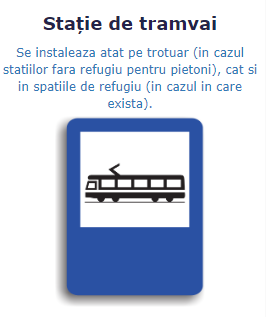 Stație de tramvai
Se instaleaza atat pe trotuar (in cazul
statiilor fara refugiu pentru pietoni), cat si
in spatiile de refugiu (in cazul in care
exista).